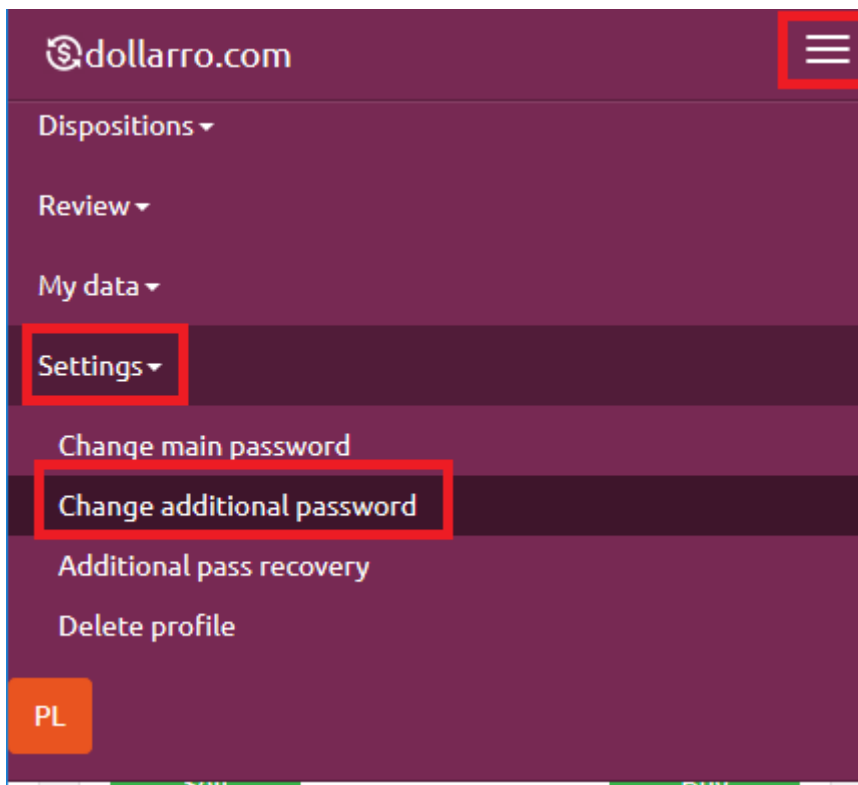 dollarro.com
Dispositions
Review
My data
Settings
Change main password
Change additional password
Additional pass recovery
Delete profile
PL